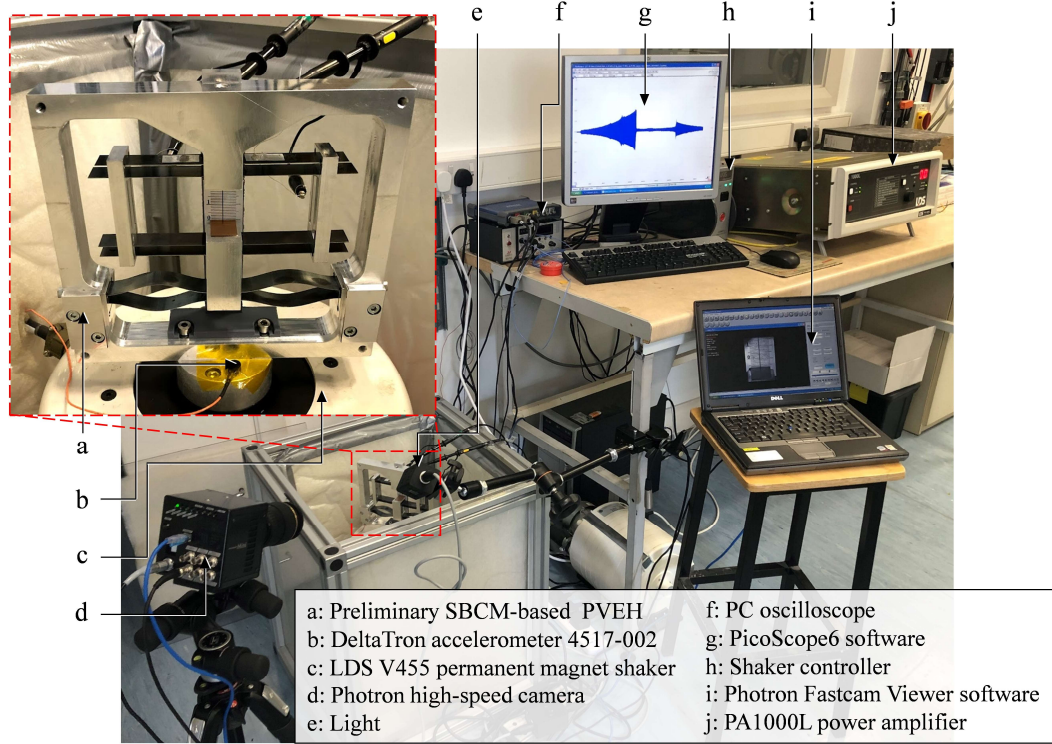 e f g h i j
a
b
c
d
DELL
LDS
a: Preliminary SBCM-based PVEH
b: DeltaTron accelerometer 4517-002
c: LDS V455 permanent magnet shaker
d: Photron high-speed camera
e: Light
f: PC oscilloscope
g: PicoScope6 software
h: Shaker controller
i: Photron Fastcam Viewer software
j: PA1000L power amplifier